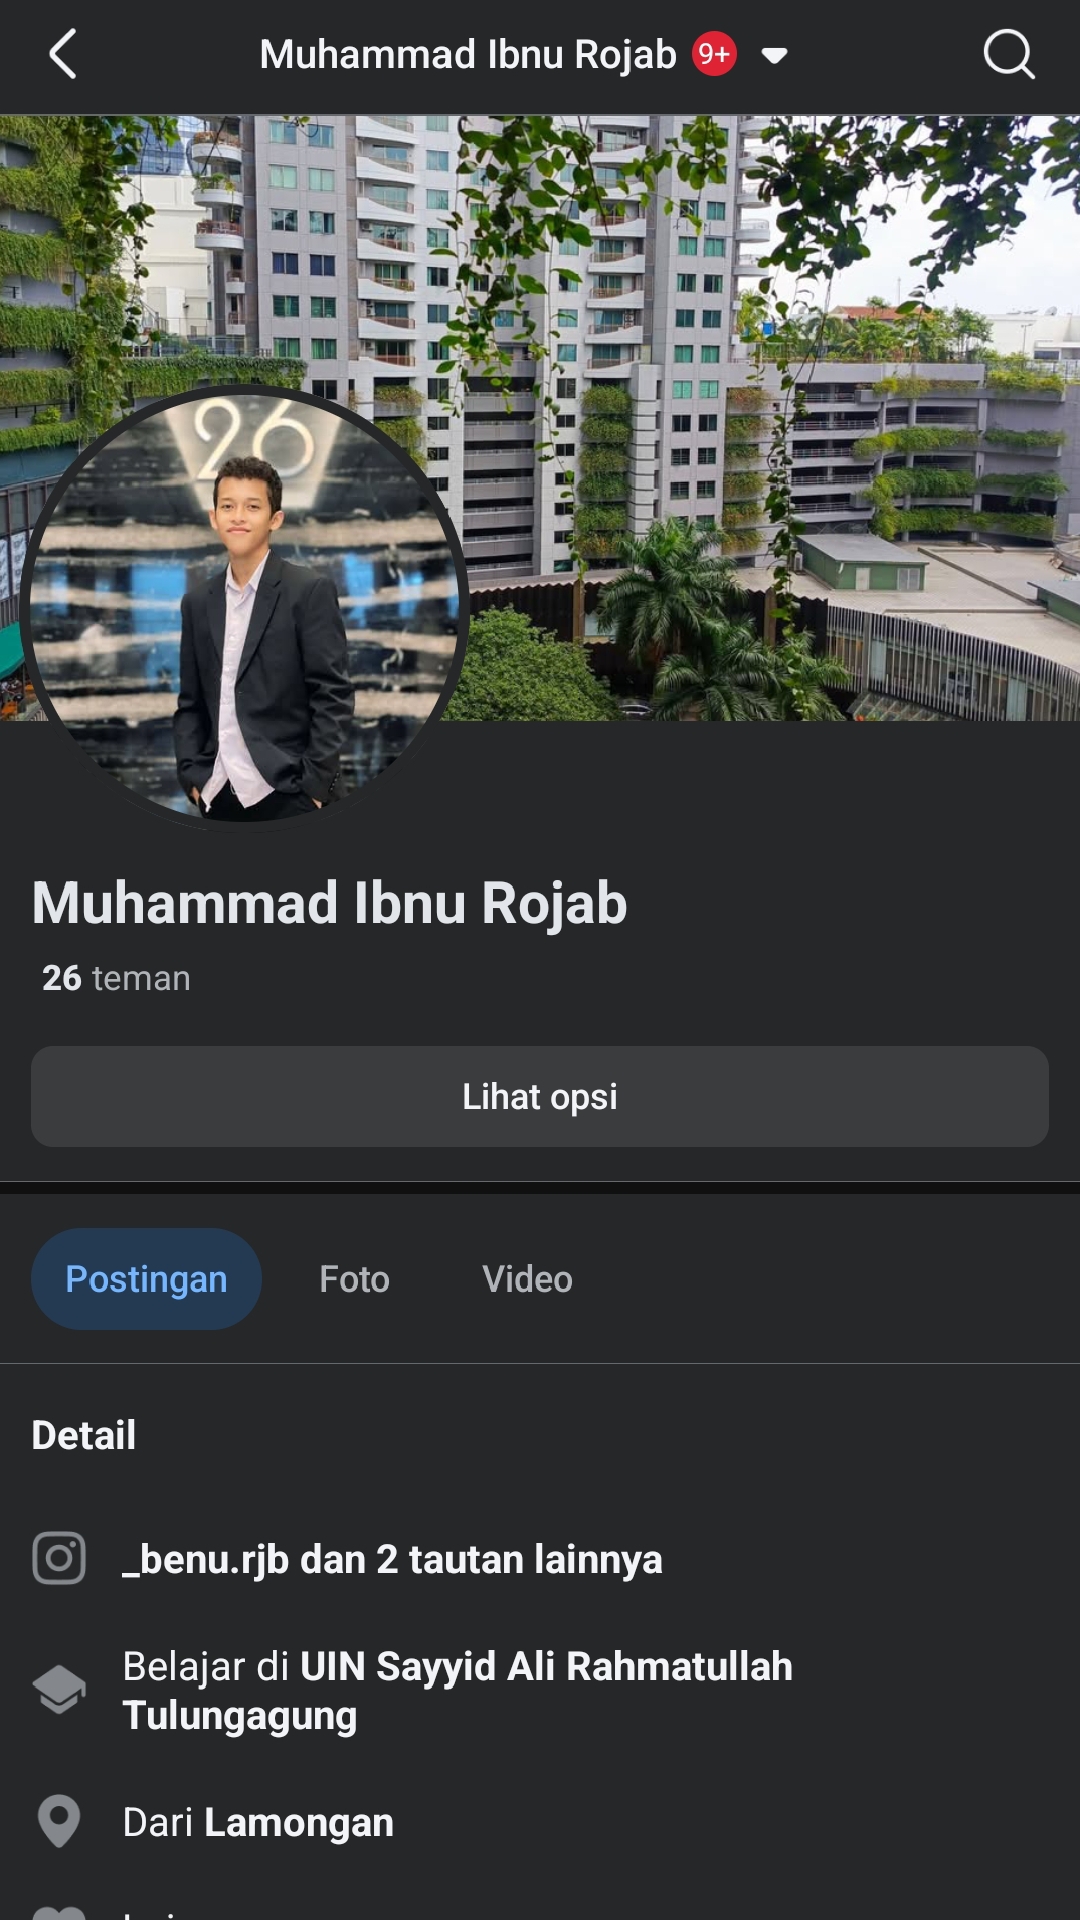 Muhammad Ibnu Rojab 9+
26
Muhammad Ibnu Rojab
26 teman
Lihat opsi
Postingan Foto Video
Detail
_benu.rjb dan 2 tautan lainnya
Belajar di UIN Sayyid Ali Rahmatullah
Tulungagung
Dari Lamongan